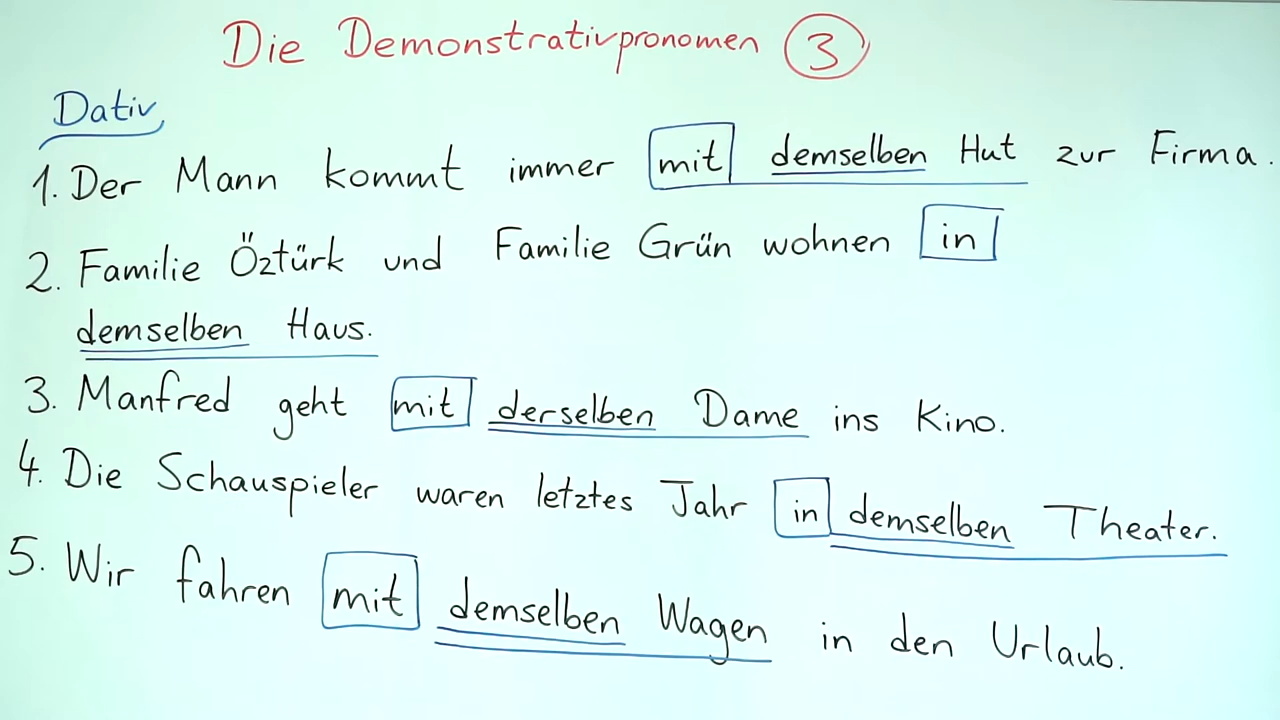 Die Demonstrativpronomen 3
Dativ
1. Der Mann kommt immer mit demselben Hut zur Firma.
2. Familie Öztürk und Familie Grün wohnen in
demselben Haus.
3. Manfred geht mit derselben Dame ins Kino.
4. Die Schauspieler waren letztes Jahr in demselben Theater.
5. Wir fahren mit demselben Wagen in den Urlaub.